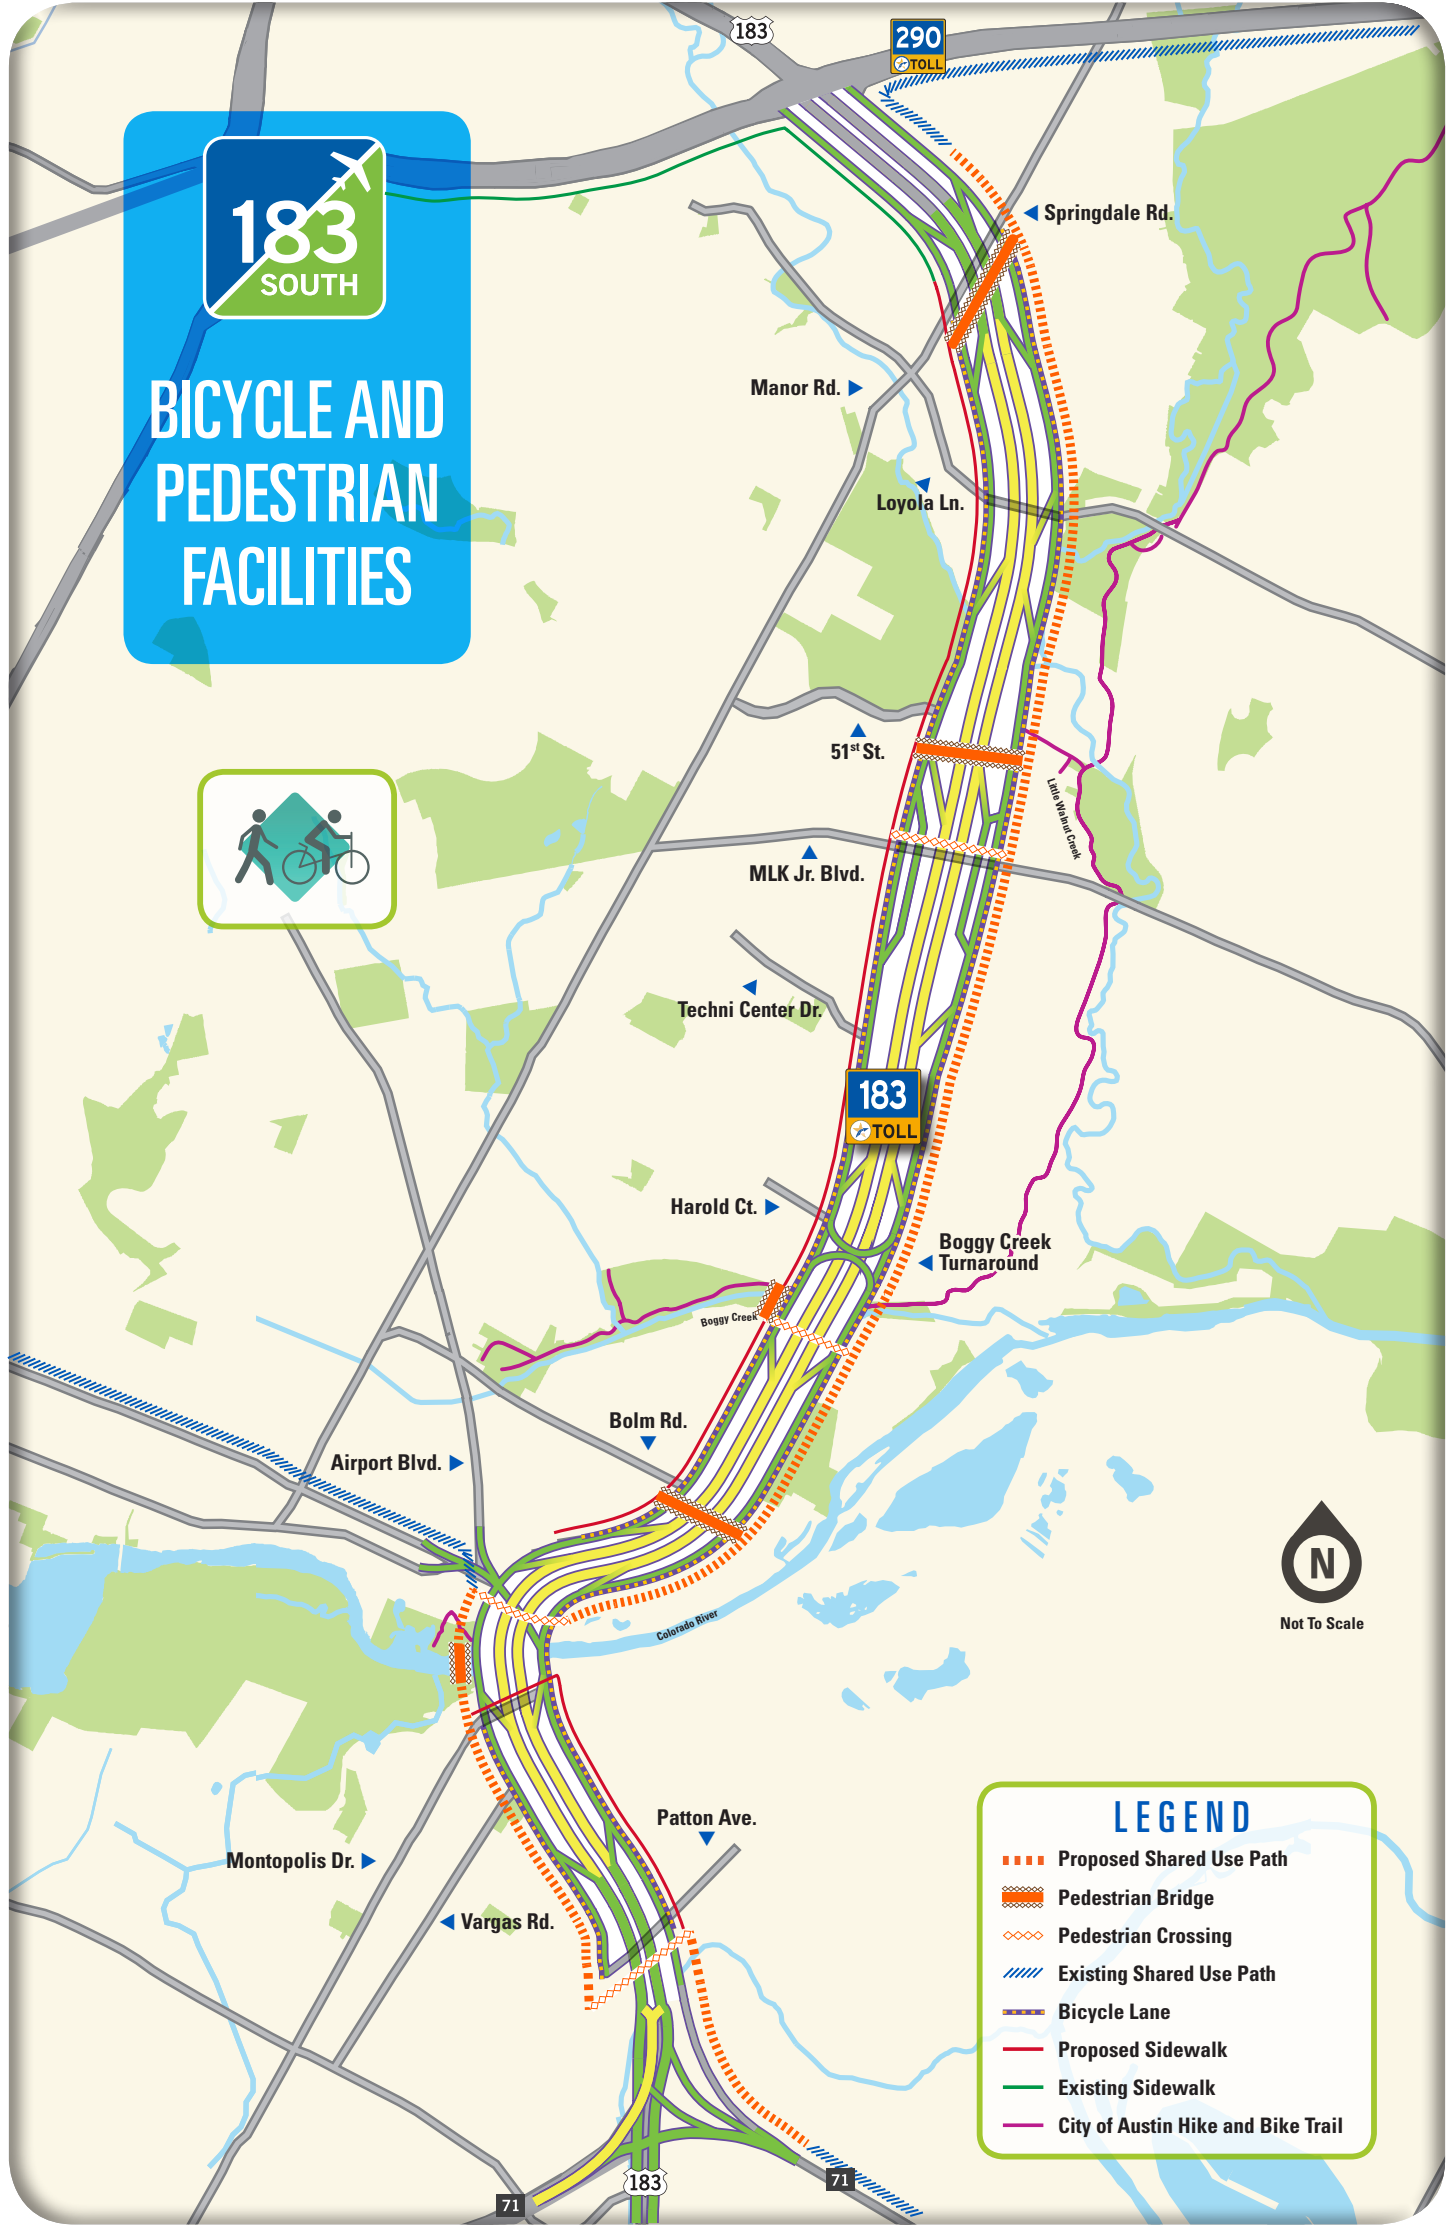 183
290
TOLL
183
SOUTH
BICYCLE AND
PEDESTRIAN
FACILITIES
Springdale Rd.
Manor Rd.
Loyola Ln.
51st St.
Little Walnut Creek
MLK Jr. Blvd.
Techni Center Dr.
183
TOLL
Harold Ct.
Boggy Creek
Turnaround
Boggy Creek
Bolm Rd.
Airport Blvd.
Colorado River
N
Not To Scale
Patton Ave.
Montopolis Dr.
Vargas Rd.
LEGEND
Proposed Shared Use Path
Pedestrian Bridge
Pedestrian Crossing
Existing Shared Use Path
Bicycle Lane
Proposed Sidewalk
Existing Sidewalk
City of Austin Hike and Bike Trail
71
183
71